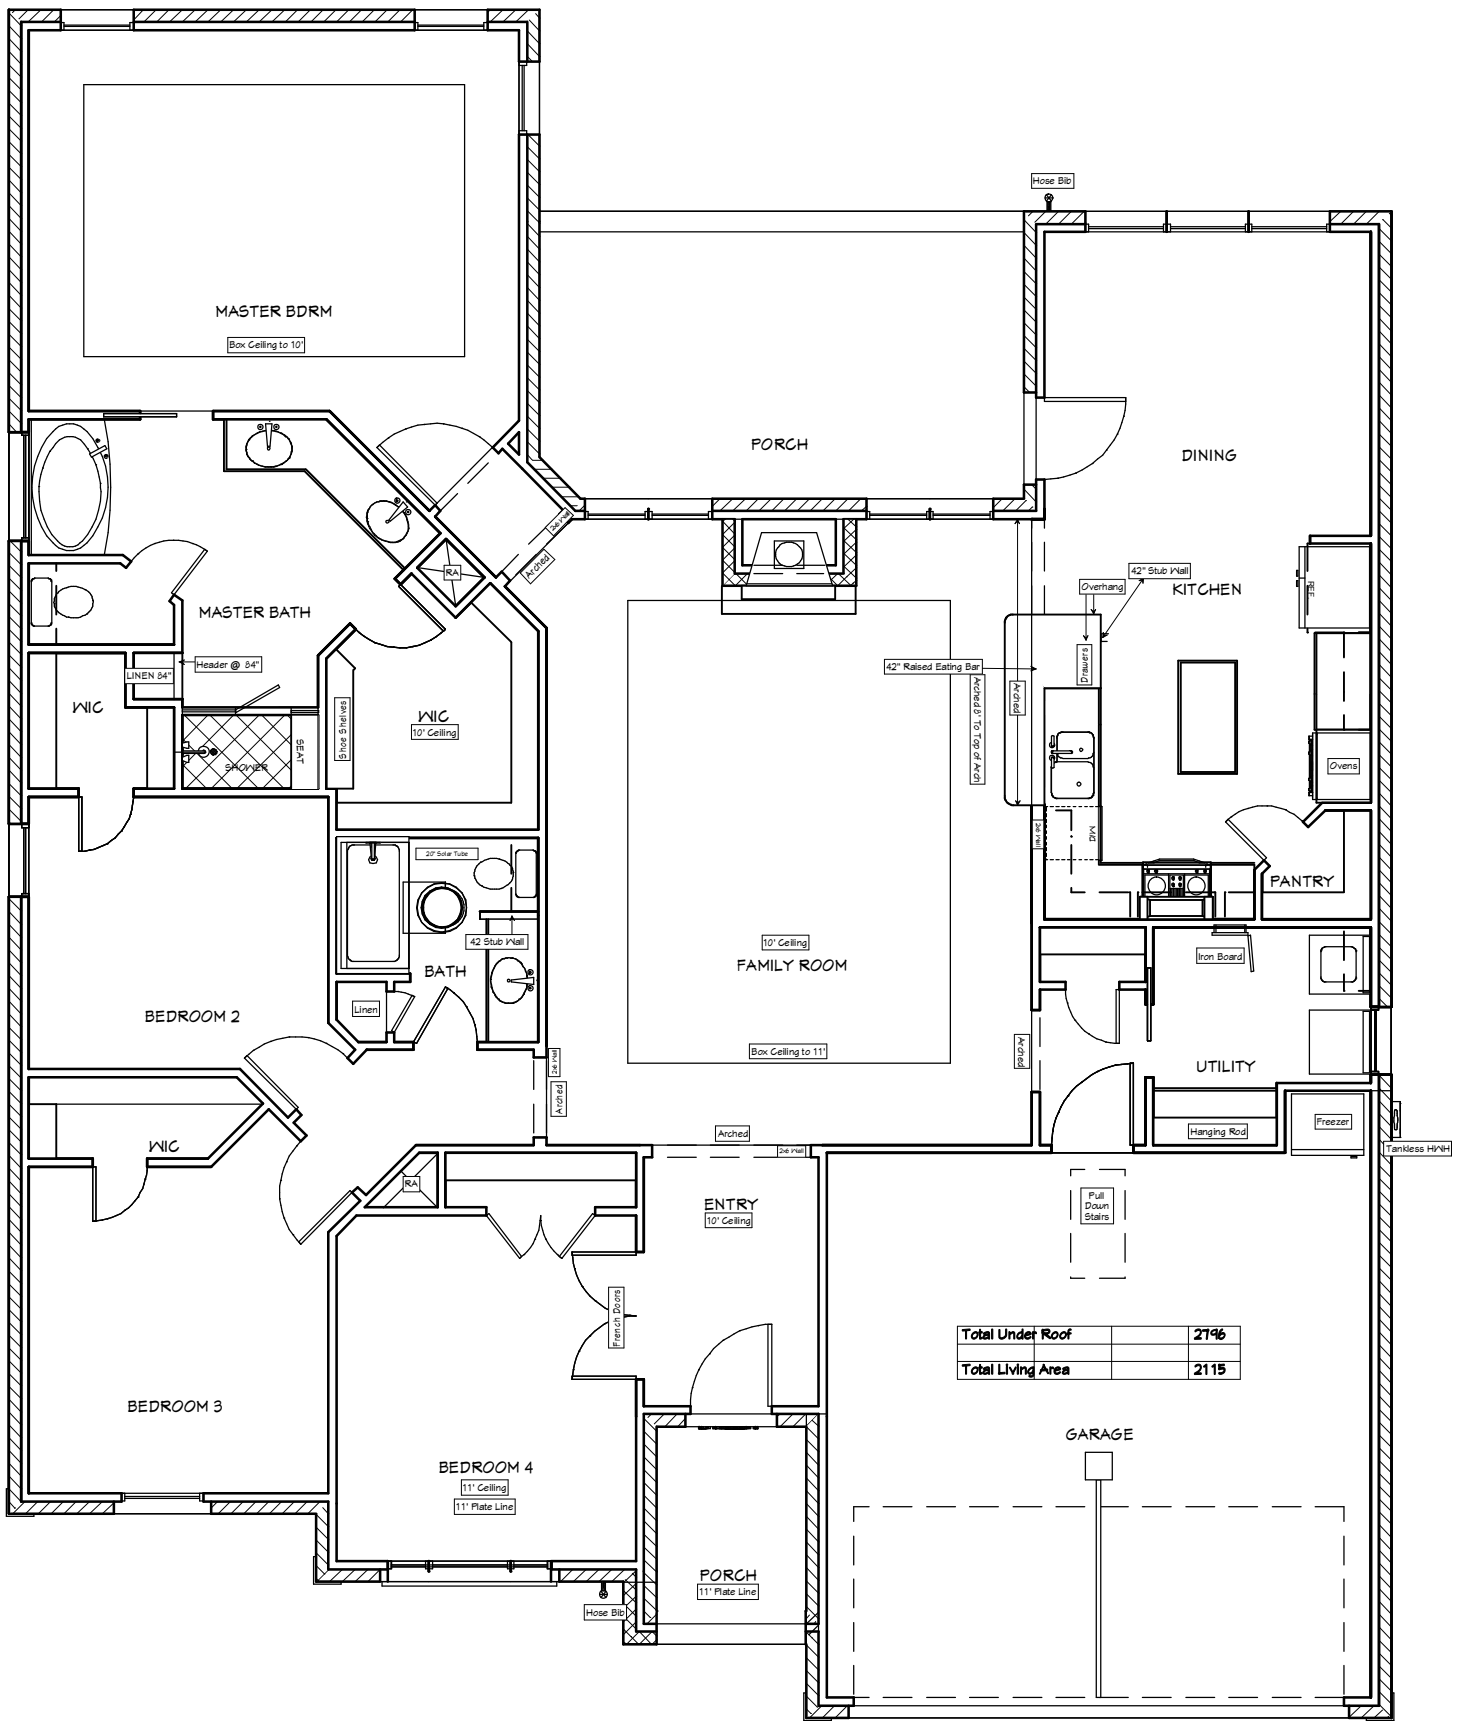 Hose Bib
MASTER BDRM
Box Ceiling to 10'
PORCH
DINING
2x6 Wall
Arched
RA
42" Stub Wall
Overhang
KITCHEN
REF
MASTER BATH
Header @ 84"
LINEN 84"
Drawers
42" Raised Eating Bar
Arched
Arched 8' To Top of Arch
WIC
Shoe Shelves
WIC
10' Ceiling
SEAT
SHOWER
Ovens
2x6 Wall
DW
20" Solar Tube
PANTRY
42 Stub Wall
10' Ceiling
FAMILY ROOM
Iron Board
BATH
Linen
BEDROOM 2
Box Ceiling to 11'
Arched
UTILITY
2x6 Wall
Arched
Hanging Rod
Freezer
Tankless HWH
Arched
2x6 Wall
WIC
RA
ENTRY
10' Ceiling
Pull
Down
Stairs
French Doors
Total Under Roof 2796
Total Living Area 2115
BEDROOM 3
GARAGE
BEDROOM 4
11' Ceiling
11' Plate Line
PORCH
11' Plate Line
Hose Bib